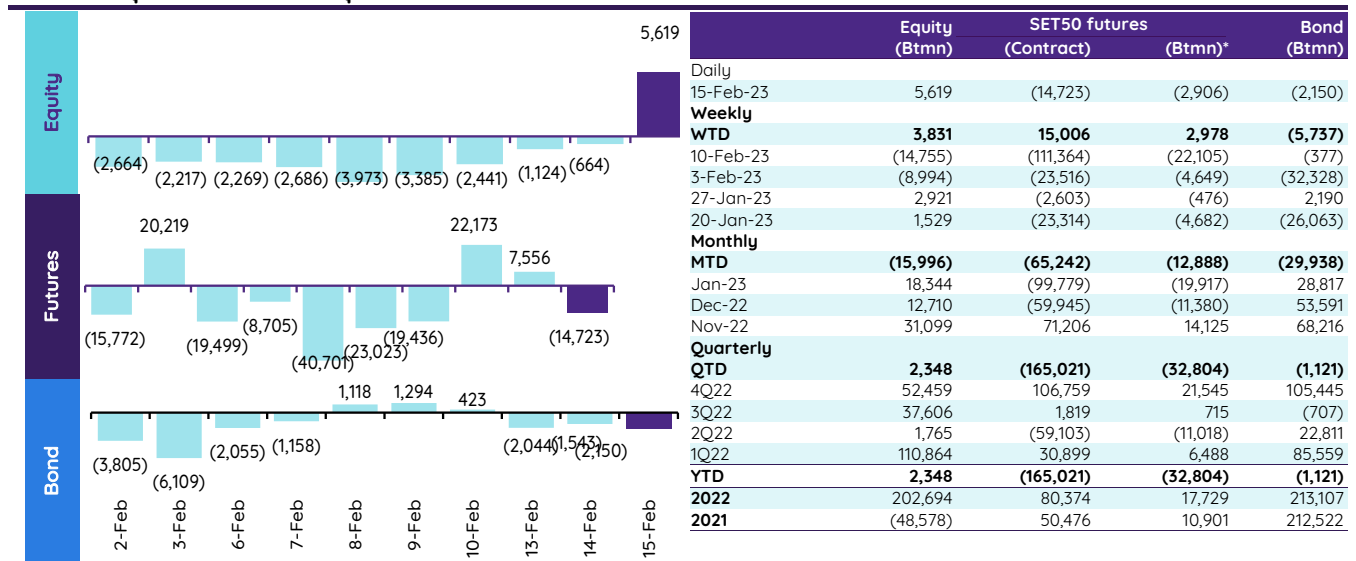 Equity
5,619
(2,664) (2,217) (2,269) (2,686) (3,973) (3,385) (2,441) (1,124) (664)
Futures
20,219 22,173 7,556
(15,772) (19,499) (8,705) (40,701) (23,023) (19,436) (14,723)
Bond
1,118 1,294 423
(3,805) (6,109) (2,055) (1,158) (2,044) (1,543) (2,150)
2-Feb 3-Feb 6-Feb 7-Feb 8-Feb 9-Feb 10-Feb 13-Feb 14-Feb 15-Feb
Equity SET50 futures Bond
(Btmn) (Contract) (Btmn)* (Btmn)
Daily
15-Feb-23 5,619 (14,723) (2,906) (2,150)
Weekly
WTD 3,831 15,006 2,978 (5,737)
10-Feb-23 (14,755) (111,364) (22,105) (377)
3-Feb-23 (8,994) (23,516) (4,649) (32,328)
27-Jan-23 2,921 (2,603) (476) 2,190
20-Jan-23 1,529 (23,314) (4,682) (26,063)
Monthly
MTD (15,996) (65,242) (12,888) (29,938)
Jan-23 18,344 (99,779) (19,917) 28,817
Dec-22 12,710 (59,945) (11,380) 53,591
Nov-22 31,099 71,206 14,125 68,216
Quarterly
QTD 2,348 (165,021) (32,804) (1,121)
4Q22 52,459 106,759 21,545 105,445
3Q22 37,606 1,819 715 (707)
2Q22 1,765 (59,103) (11,018) 22,811
1Q22 110,864 30,899 6,488 85,559
YTD 2,348 (165,021) (32,804) (1,121)
2022 202,694 80,374 17,729 213,107
2021 (48,578) 50,476 10,901 212,522